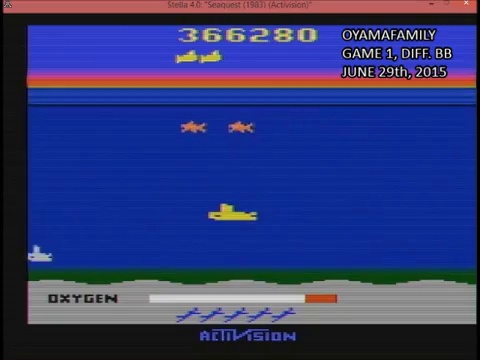 Stella 4.0: "Seaquest (1983) (Activision)"
366280
OYAMAFAMILY
GAME 1, DIFF. BB
JUNE 29th, 2015
OXYGEN
ACTIVISION